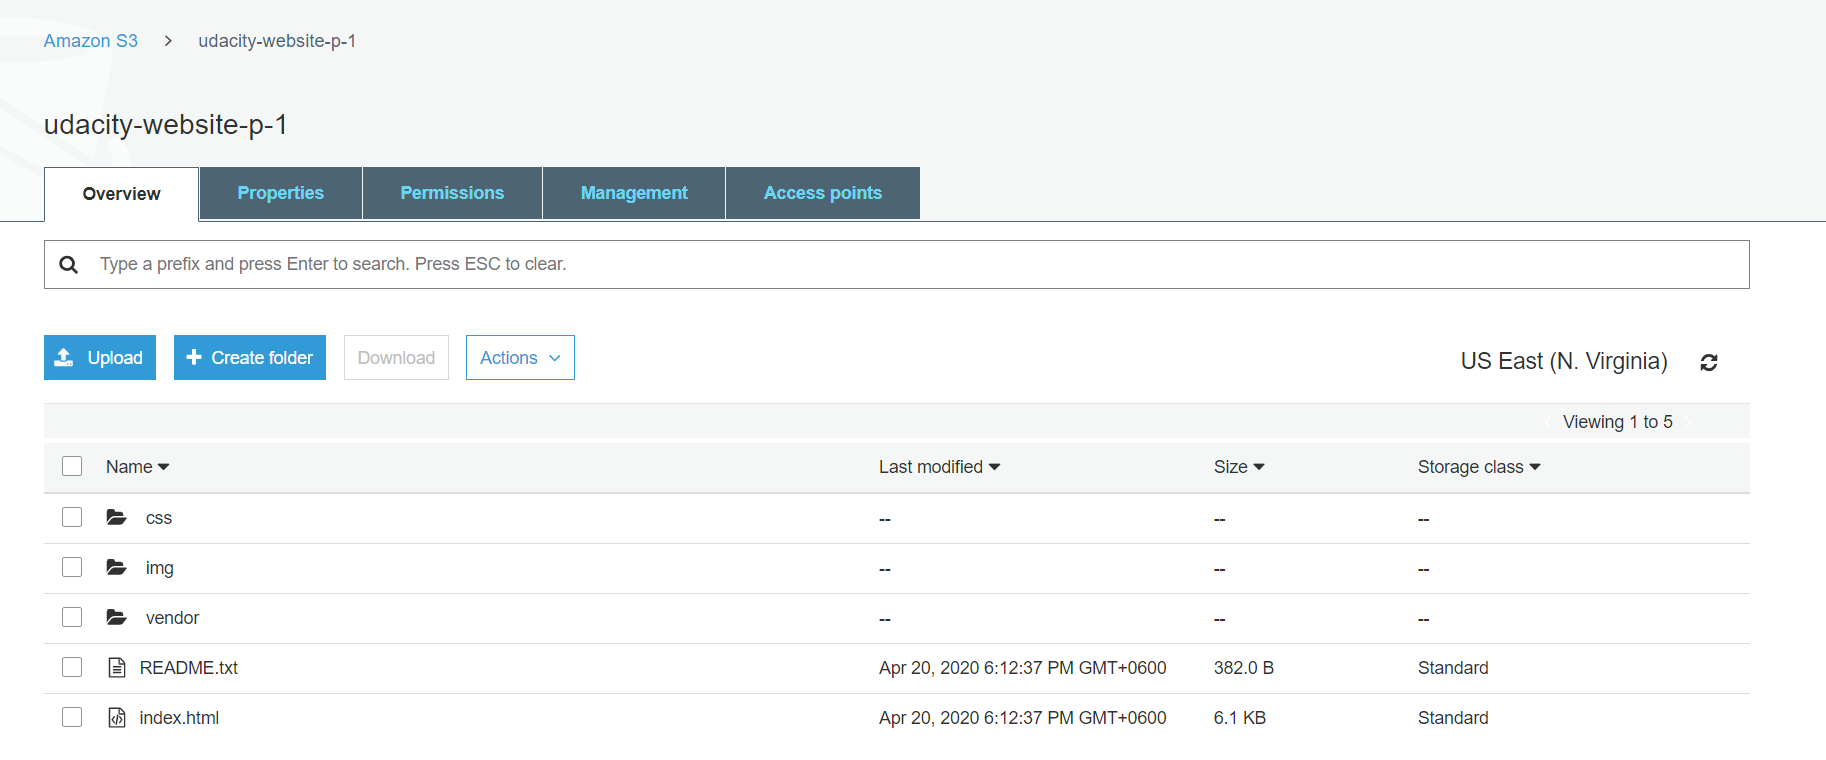 Amazon S3 > udacity-website-p-1
udacity-website-p-1
Overview Properties Permissions Management Access points
Type a prefix and press Enter to search. Press ESC to clear.
Upload Create folder Download Actions US East (N. Virginia)
Viewing 1 to 5
Name Last modified Size Storage class
css -- -- --
img -- -- --
vendor -- -- --
README.txt Apr 20, 2020 6:12:37 PM GMT+0600 382.0 B Standard
index.html Apr 20, 2020 6:12:37 PM GMT+0600 6.1 KB Standard